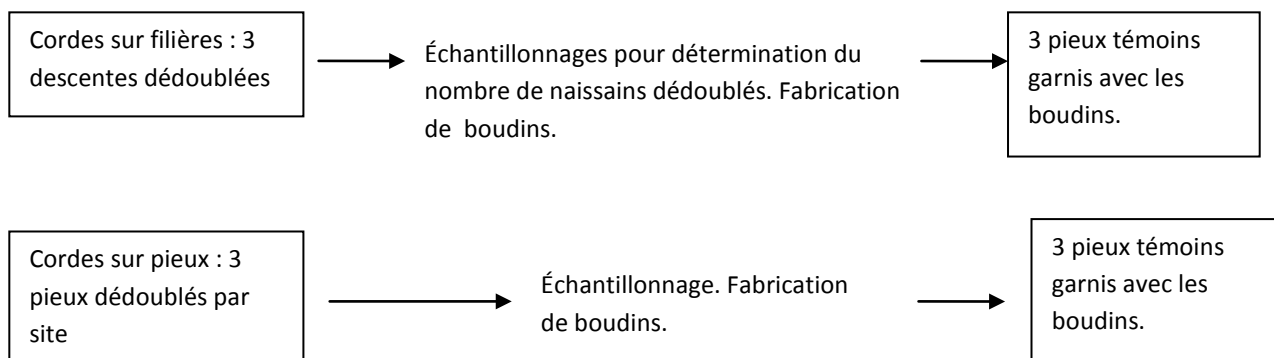 Cordes sur filières : 3
descentes dédoublées
Échantillonnages pour détermination du
nombre de naissains dédoublés. Fabrication
de boudins.
3 pieux témoins
garnis avec les
boudins.
Cordes sur pieux : 3
pieux dédoublés par
site
Échantillonnage. Fabrication
de boudins.
3 pieux témoins
garnis avec les
boudins.